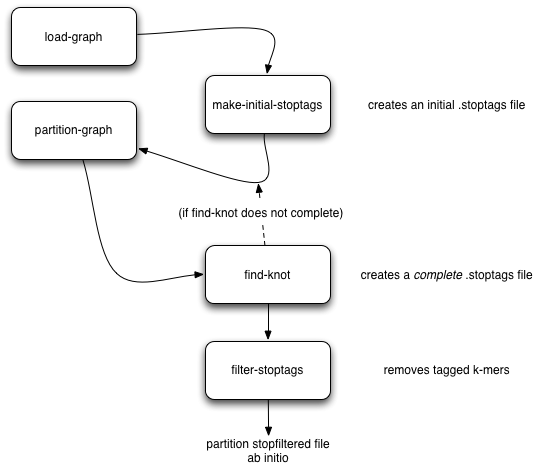 load-graph
make-initial-stoptags
creates an initial .stoptags file
partition-graph
(if find-knot does not complete)
find-knot
creates a complete .stoptags file
filter-stoptags
removes tagged k-mers
partition stopfiltered file
ab initio